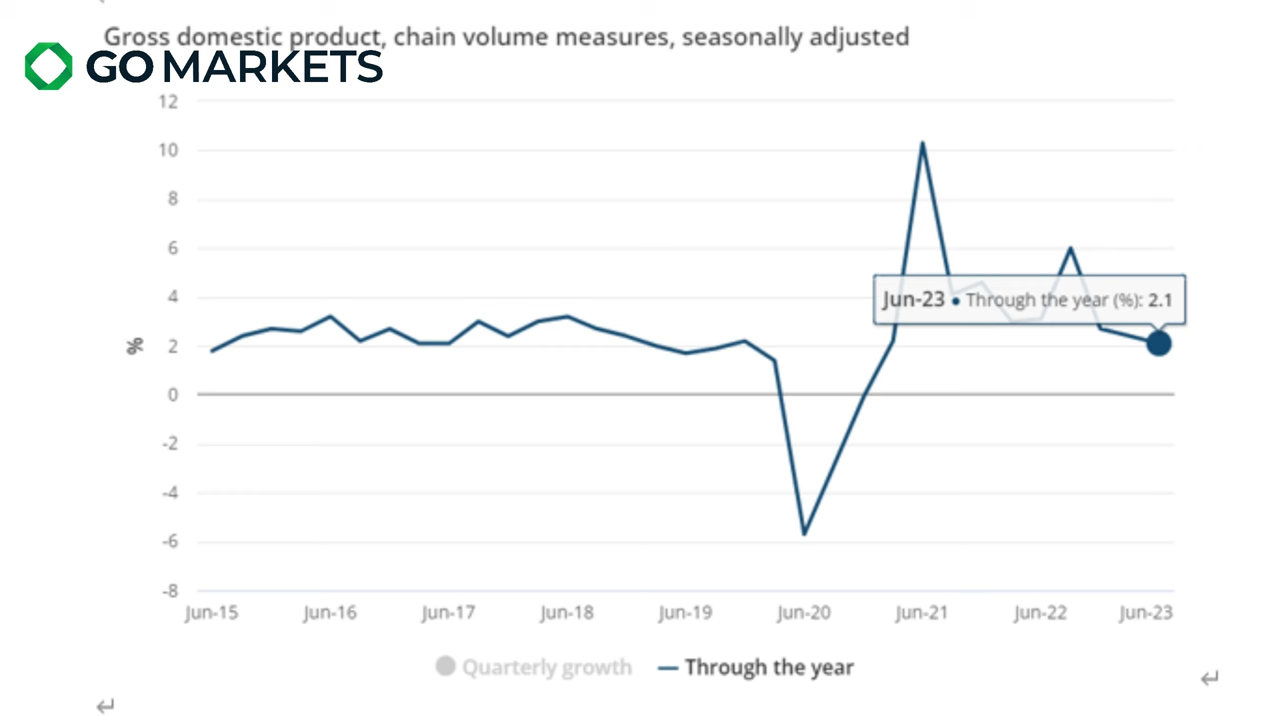 Gross domestic product, chain volume measures, seasonally adjusted
GO MARKETS
12
10
8
6
4
2
0
-2
-4
-6
-8
%
Jun-23 • Through the year (%): 2.1
Jun-15 Jun-16 Jun-17 Jun-18 Jun-19 Jun-20 Jun-21 Jun-22 Jun-23
Quarterly growth Through the year